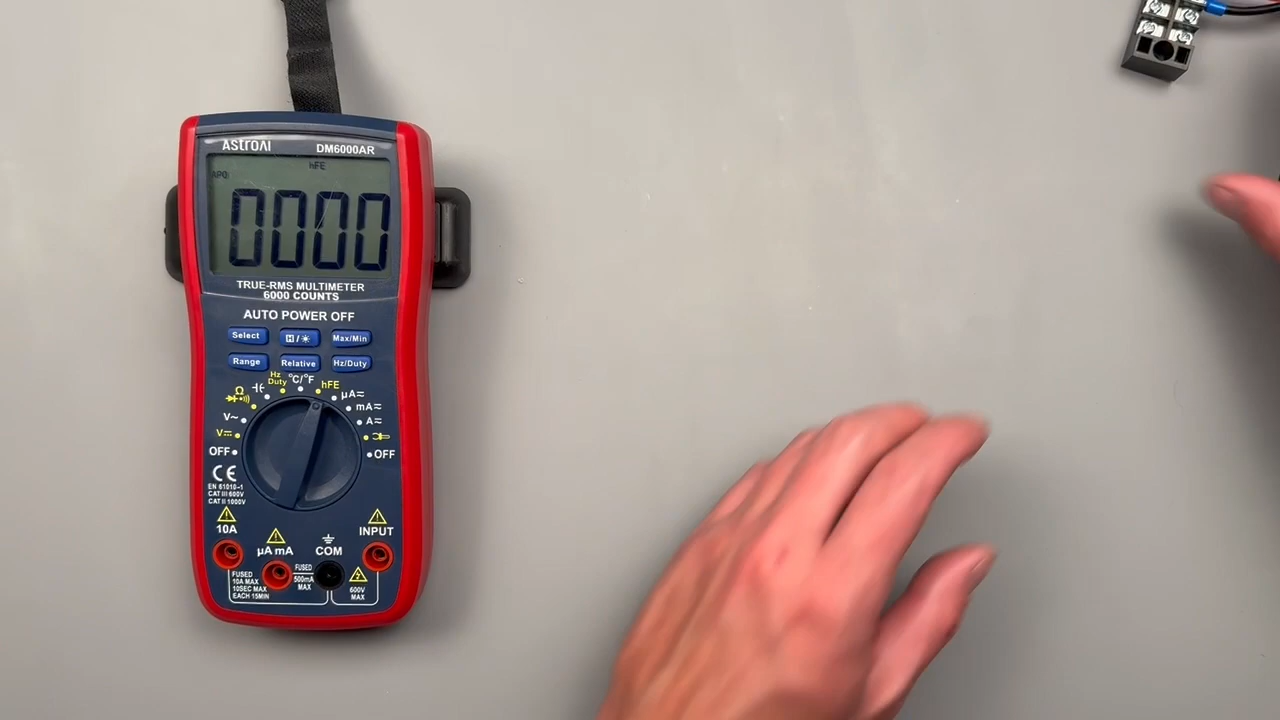 AstroAI DM6000AR
APO
hFE
0000
TRUE-RMS MULTIMETER
6000 COUNTS
AUTO POWER OFF
Select H/☀ Max/Min
Range Relative Hz/Duty
Hz
Duty
°C/°F
hFE
Ω
µA
mA
V~
A
V
OFF
OFF
CE
EN 61010-1
CAT III 600V
CAT II 1000V
10A
µA mA
COM
INPUT
FUSED
10A MAX
10SEC MAX
EACH 15MIN
FUSED
500mA
MAX
600V
MAX